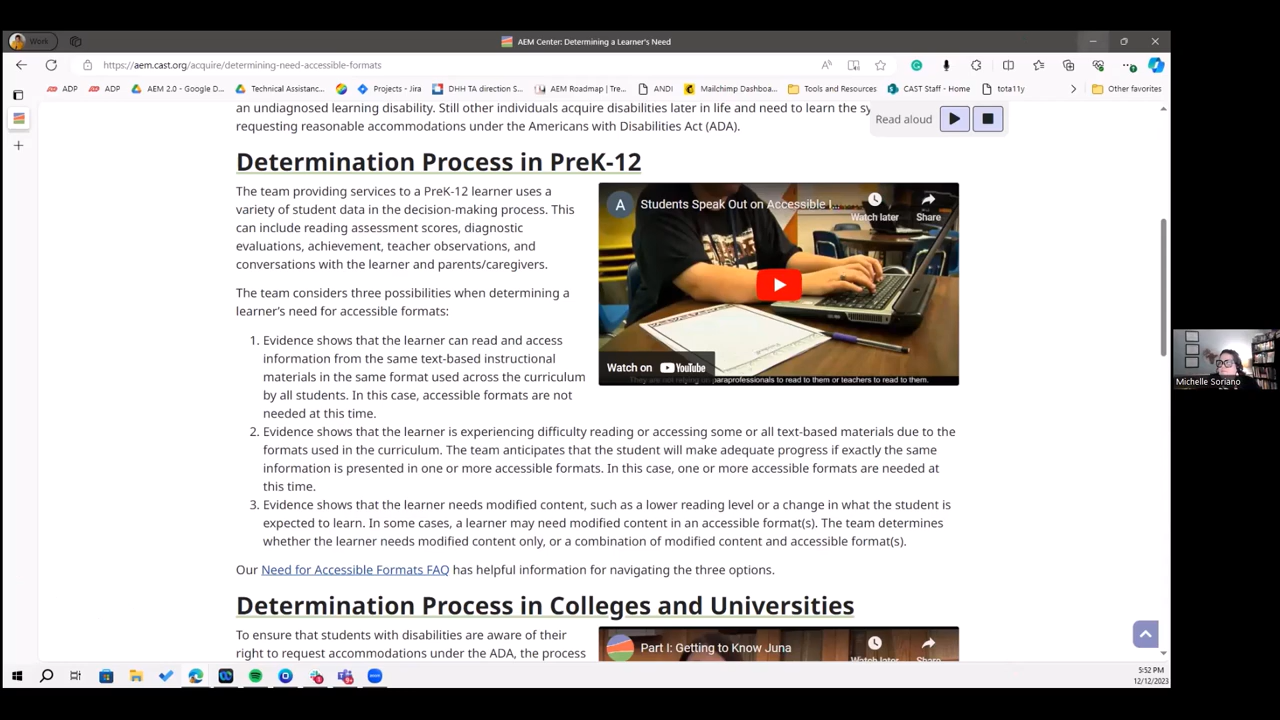 Work
AEM Center: Determining a Learner's Need
https://aem.cast.org/acquire/determining-need-accessible-formats
ADP
ADP
AEM 2.0 - Google D...
Technical Assistanc...
Projects - Jira
DHH TA direction S...
AEM Roadmap | Tre...
ANDI
Mailchimp Dashboa...
Tools and Resources
CAST Staff - Home
tota11y
Other favorites
an undiagnosed learning disability. Still other individuals acquire disabilities later in life and need to learn the sy
requesting reasonable accommodations under the Americans with Disabilities Act (ADA).
Read aloud
Determination Process in PreK-12
The team providing services to a PreK-12 learner uses a
variety of student data in the decision-making process. This
can include reading assessment scores, diagnostic
evaluations, achievement, teacher observations, and
conversations with the learner and parents/caregivers.
The team considers three possibilities when determining a
learner's need for accessible formats:
A
Students Speak Out on Accessible I...
Watch later
Share
Watch on YouTube
paraprofessionals to read to them or teachers to read to them.
1. Evidence shows that the learner can read and access
information from the same text-based instructional
materials in the same format used across the curriculum
by all students. In this case, accessible formats are not
needed at this time.
2. Evidence shows that the learner is experiencing difficulty reading or accessing some or all text-based materials due to the
formats used in the curriculum. The team anticipates that the student will make adequate progress if exactly the same
information is presented in one or more accessible formats. In this case, one or more accessible formats are needed at
this time.
3. Evidence shows that the learner needs modified content, such as a lower reading level or a change in what the student is
expected to learn. In some cases, a learner may need modified content in an accessible format(s). The team determines
whether the learner needs modified content only, or a combination of modified content and accessible format(s).
Our Need for Accessible Formats FAQ has helpful information for navigating the three options.
Determination Process in Colleges and Universities
To ensure that students with disabilities are aware of their
right to request accommodations under the ADA, the process
Part I: Getting to Know Juna
Watch later
Share
Michelle Soriano
5:52 PM
12/12/2023